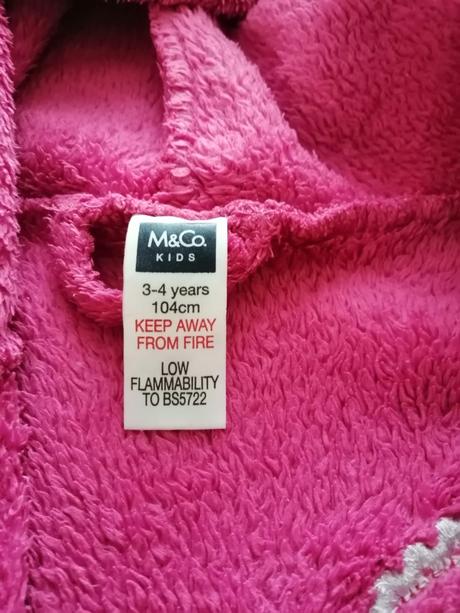 M&Co.
KIDS
3-4 years
104cm
KEEP AWAY
FROM FIRE
LOW
FLAMMABILITY
TO BS5722